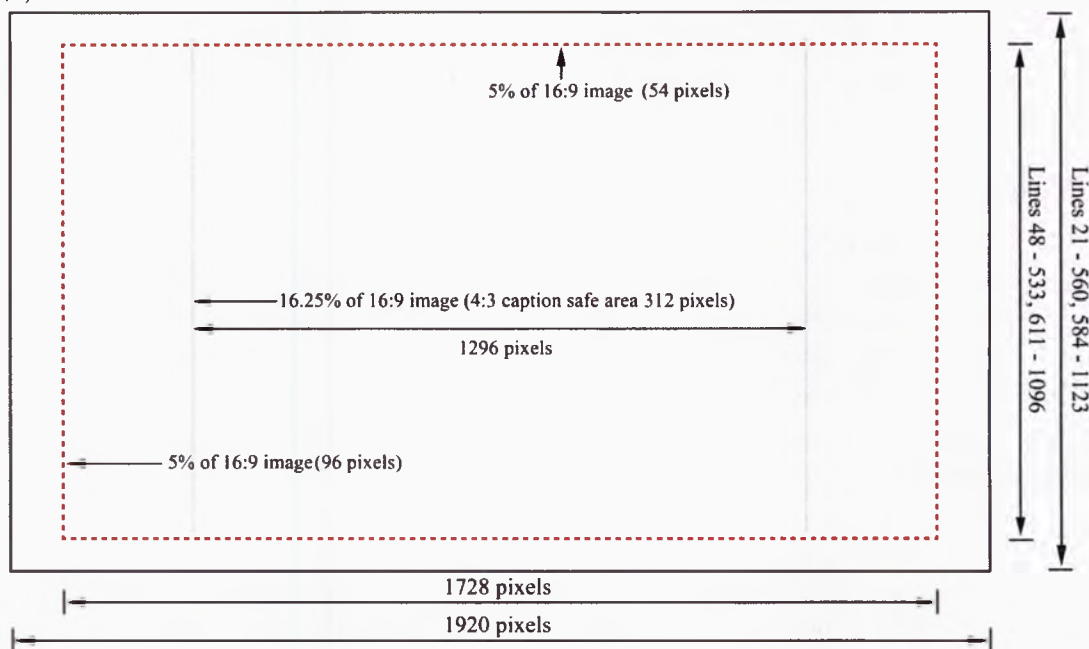 5% of 16:9 image (54 pixels)
16.25% of 16:9 image (4:3 caption safe area 312 pixels)
1296 pixels
5% of 16:9 image(96 pixels)
Lines 48 - 533, 611 - 1096
Lines 21 - 560, 584 - 1123
1728 pixels
1920 pixels